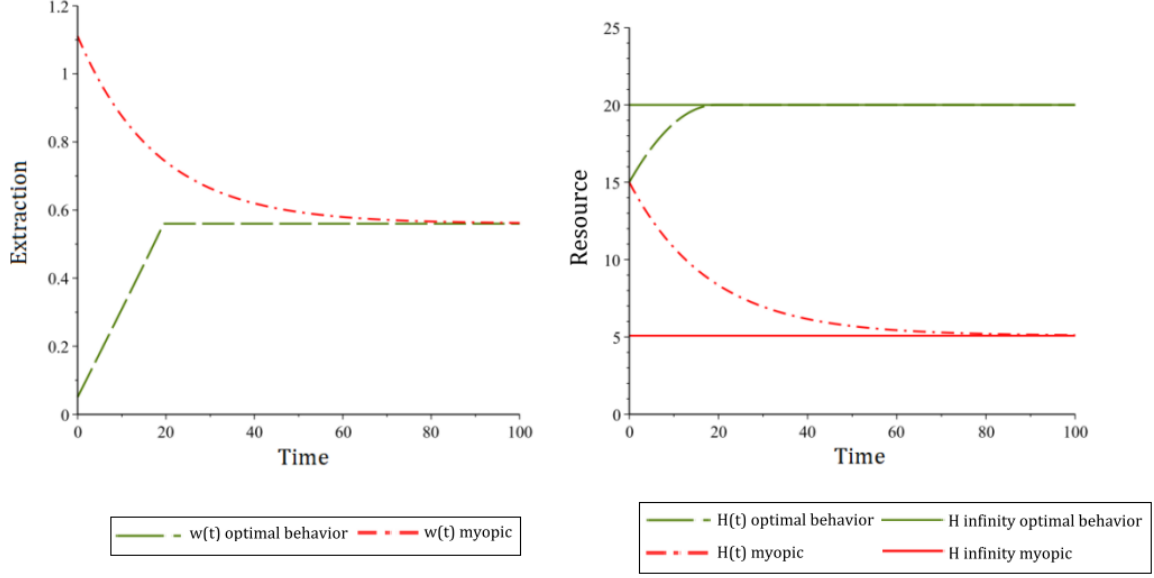 1.2
1
0.8
0.6
0.4
0.2
0
Extraction
0 20 40 60 80 100
Time
w(t) optimal behavior w(t) myopic
25
20
15
10
5
0
Resource
0 20 40 60 80 100
Time
H(t) optimal behavior H infinity optimal behavior
H(t) myopic H infinity myopic